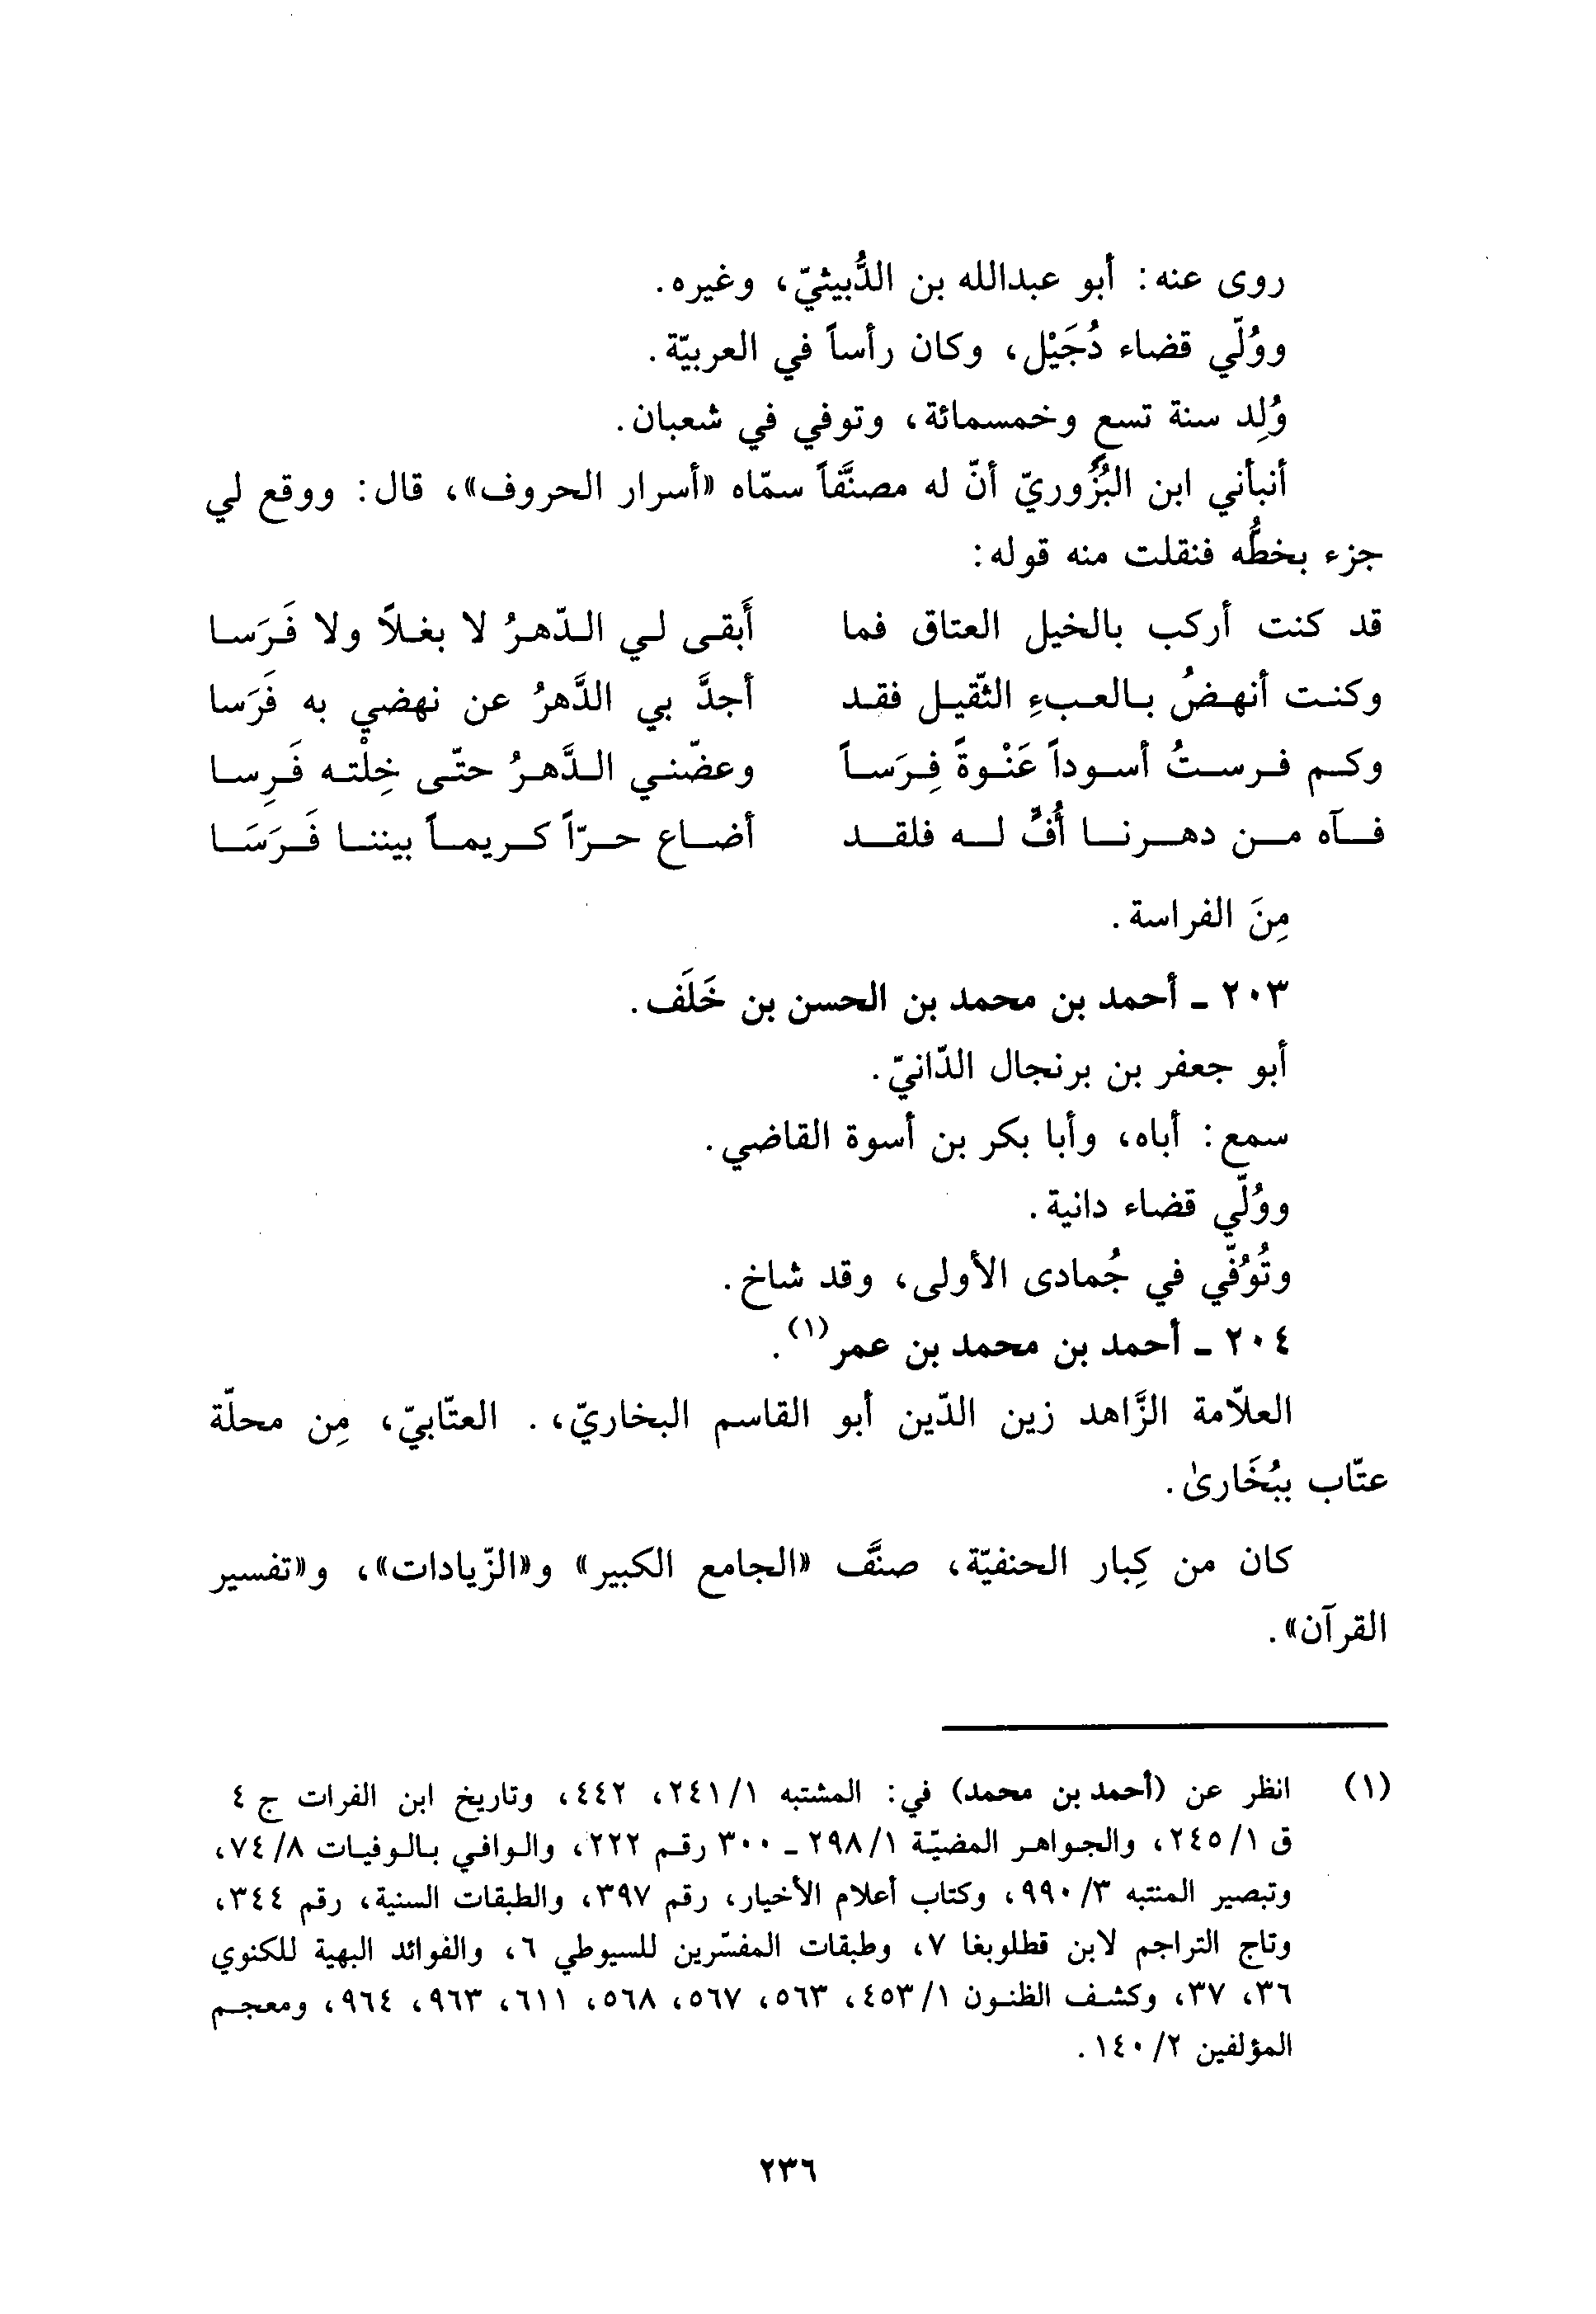 روى عنه: أبو عبدالله بن الدُّبيثيّ، وغيره.
ووُلّي قضاء دُجَيْل، وكان رأساً في العربيّة.
وُلِد سنة تسعٍ وخمسمائة، وتوفي في شعبان.
أنبأني ابن البُزُوريّ أنّ له مصنَّفاً سمّاه «أسرار الحروف»، قال: ووقع لي
جزء بخطُّه فنقلت منه قوله:
قد كنت أركب بالخيل العتاق فما أَبقى لي الدّهرُ لا بغلاً ولا فَرَسا
وكنت أنهضُ بالعبءِ الثّقيل فقد أجدَّ بي الدَّهرُ عن نهضي به فَرَسا
وكم فرستُ أسوداً عَنْوةً فِرَساً وعضّني الدَّهرُ حتّى خِلْته فَرِسا
فآه من دهرنا أُفٍّ له فلقد أضاع حرّاً كريماً بيننا فَرَسَا
مِنَ الفراسة.
٢٠٣ ـ أحمد بن محمد بن الحسن بن خَلَف.
أبو جعفر بن برنجال الدّانيّ.
سمع: أباه، وأبا بكر بن أسوة القاضي.
ووُلّي قضاء دانية.
وتُوُفّي في جُمادى الأولى، وقد شاخ.
٢٠٤ ـ أحمد بن محمد بن عمر(١).
العلاّمة الزَّاهد زين الدّين أبو القاسم البخاريّ،. العتّابيّ، مِن محلّة
عتّاب ببُخَارىٰ.
كان من كِبار الحنفيّة، صنَّف «الجامع الكبير» و«الزّيادات»، و«تفسير
القرآن».
(١) انظر عن (أحمد بن محمد) في: المشتبه ٢٤١/١، ٤٤٢، وتاريخ ابن الفرات ج ٤
ق ٢٤٥/١، والجواهر المضيّة ٢٩٨/١ ـ ٣٠٠ رقم ٢٢٢، والوافي بالوفيات ٧٤/٨،
وتبصير المنتبه ٩٩٠/٣، وكتاب أعلام الأخيار، رقم ٣٩٧، والطبقات السنية، رقم ٣٤٤،
وتاج التراجم لابن قطلوبغا ٧، وطبقات المفسّرين للسيوطي ٦، والفوائد البهية للكنوي
٣٦، ٣٧، وكشف الظنون ٤٥٣/١، ٥٦٣، ٥٦٧، ٥٦٨، ٦١١، ٩٦٣، ٩٦٤، ومعجم
المؤلفين ١٤٠/٢.
٢٣٦